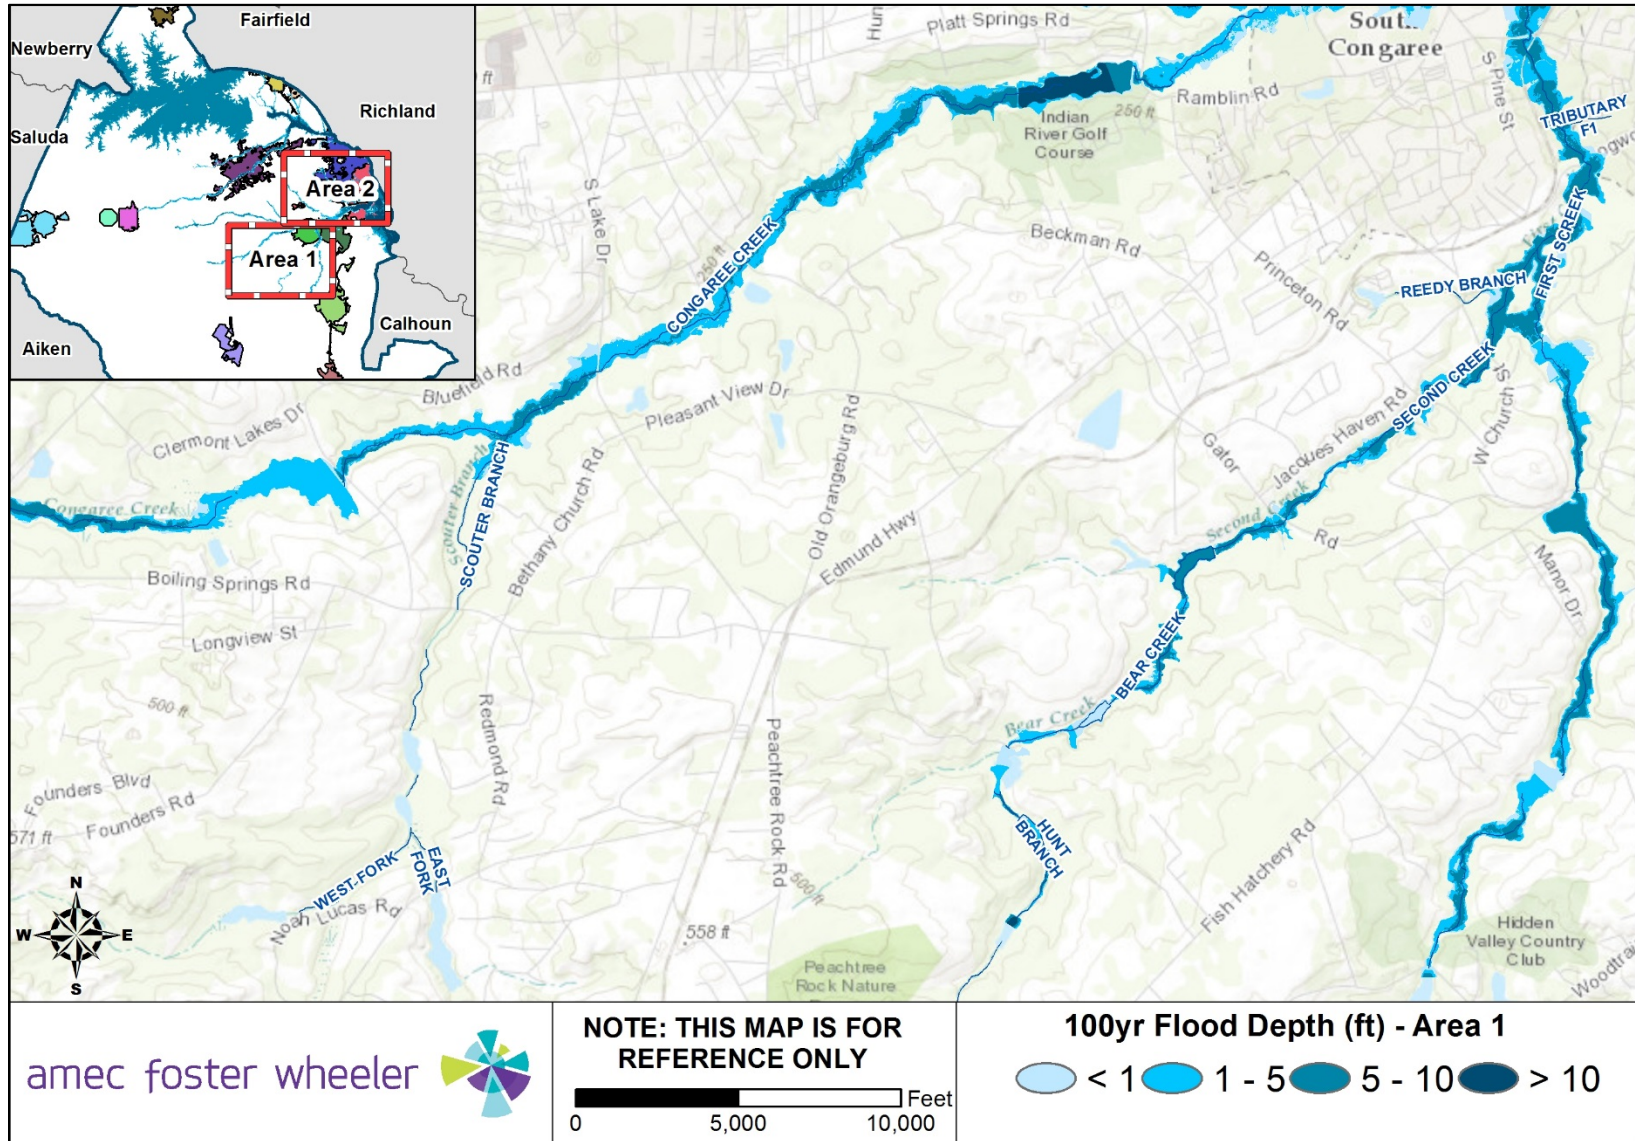 Fairfield
Newberry
Richland
Saluda
Area 2
Area 1
Calhoun
Aiken
Platt Springs Rd
South
Congaree
S Pine St
Ramblin Rd
250 ft
Indian
River Golf
Course
TRIBUTARY
F1
S Lake Dr
250 ft
CONGAREE CREEK
Beckman Rd
Princeton Rd
REEDY BRANCH
First
FIRST SCREEK
Bluefield Rd
Pleasant View Dr
Clermont Lakes Dr
Old Orangeburg Rd
Gator
Jacques Haven Rd
SECOND CREEK
W Church St
Congaree Creek
Scouter Branch
SCOUTER BRANCH
Bethany Church Rd
Edmund Hwy
Second Creek
Rd
Boiling Springs Rd
Longview St
Manor Dr
BEAR CREEK
Bear Creek
500 ft
Redmond Rd
Peachtree Rock Rd
Founders Blvd
Founders Rd
571 ft
HUNT
BRANCH
WEST FORK
EAST
FORK
Noah Lucas Rd
500 ft
558 ft
Fish Hatchery Rd
Hidden
Valley Country
Club
Peachtree
Rock Nature
N
W E
S
amec foster wheeler
NOTE: THIS MAP IS FOR
REFERENCE ONLY
Feet
0 5,000 10,000
100yr Flood Depth (ft) - Area 1
< 1 1 - 5 5 - 10 > 10